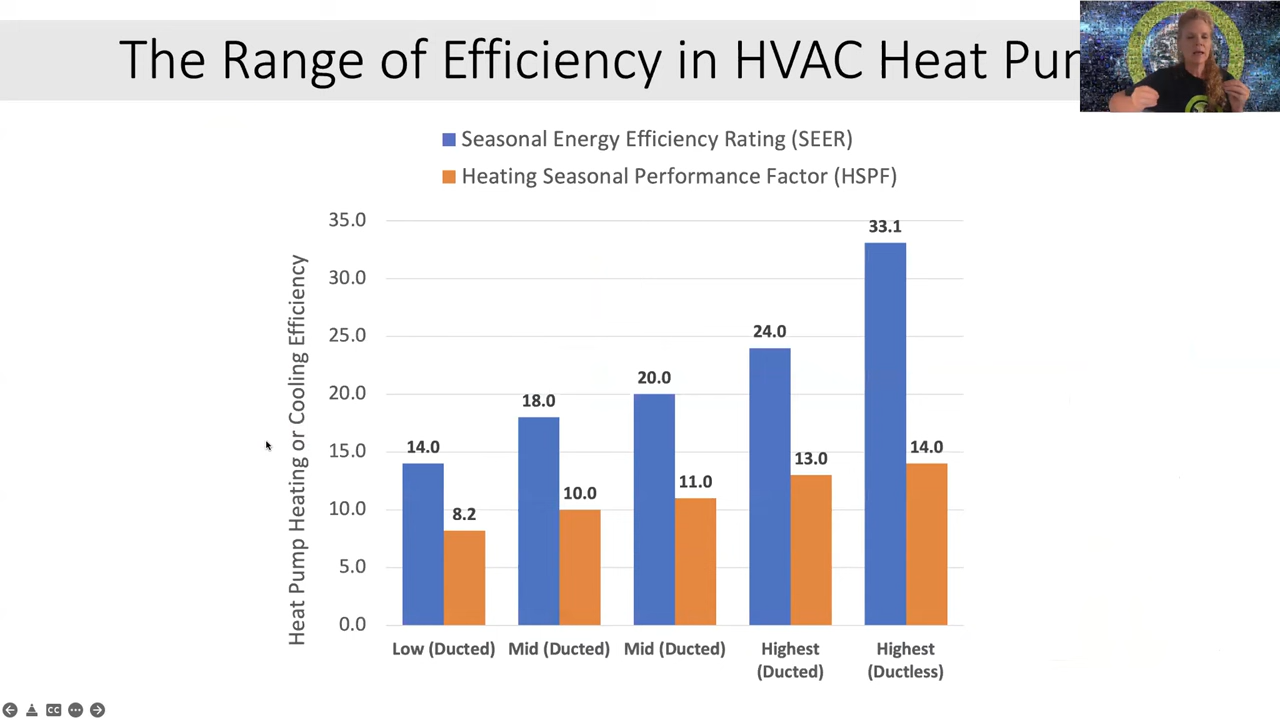 The Range of Efficiency in HVAC Heat
Seasonal Energy Efficiency Rating (SEER)
Heating Seasonal Performance Factor (HSPF)
Heat Pump Heating or Cooling Efficiency
35.0
30.0
25.0
20.0
15.0
10.0
5.0
0.0
14.0
8.2
18.0
10.0
20.0
11.0
24.0
13.0
33.1
14.0
Low (Ducted)
Mid (Ducted)
Mid (Ducted)
Highest
(Ducted)
Highest
(Ductless)
CC